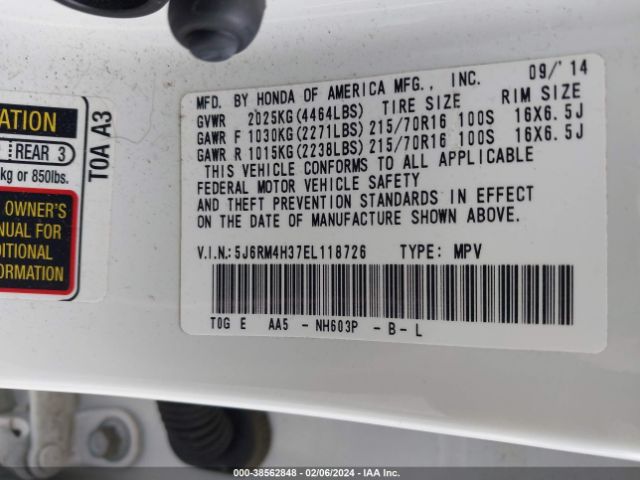 MFD. BY HONDA OF AMERICA MFG., INC. 09/'14
GVWR 2025KG(4464LBS) TIRE SIZE RIM SIZE
GAWR F 1030KG(2271LBS) 215/70R16 100S 16X6.5J
GAWR R 1015KG(2238LBS) 215/70R16 100S 16X6.5J
THIS VEHICLE CONFORMS TO ALL APPLICABLE
FEDERAL MOTOR VEHICLE SAFETY
AND THEFT PREVENTION STANDARDS IN EFFECT
ON THE DATE OF MANUFACTURE SHOWN ABOVE.
V.I.N.:5J6RM4H37EL118726 TYPE: MPV
T0G E AA5 - NH603P - B - L
REAR 3
kg or 850lbs.
OWNER'S
FOR
T0A A3
000-38562848 - 02/06/2024 - IAA Inc.